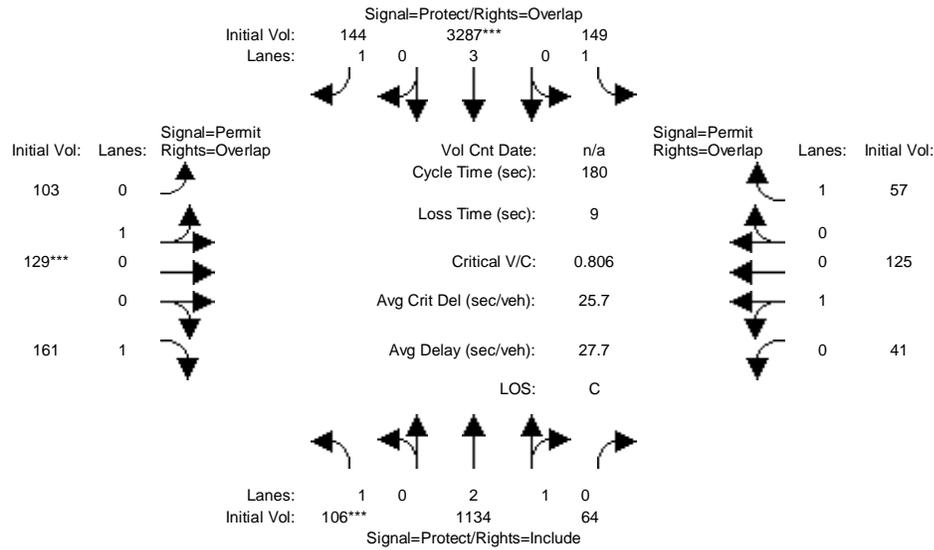 Signal=Protect/Rights=Overlap
Initial Vol: 144 3287*** 149
Lanes: 1 0 3 0 1
Signal=Permit
Initial Vol: Lanes: Rights=Overlap
Vol Cnt Date: n/a
Signal=Permit
Rights=Overlap Lanes: Initial Vol:
Cycle Time (sec): 180
103 0
1 57
Loss Time (sec): 9
1
0
129*** 0
Critical V/C: 0.806
0 125
0
Avg Crit Del (sec/veh): 25.7
1
161 1
Avg Delay (sec/veh): 27.7
0 41
LOS: C
Lanes: 1 0 2 1 0
Initial Vol: 106*** 1134 64
Signal=Protect/Rights=Include